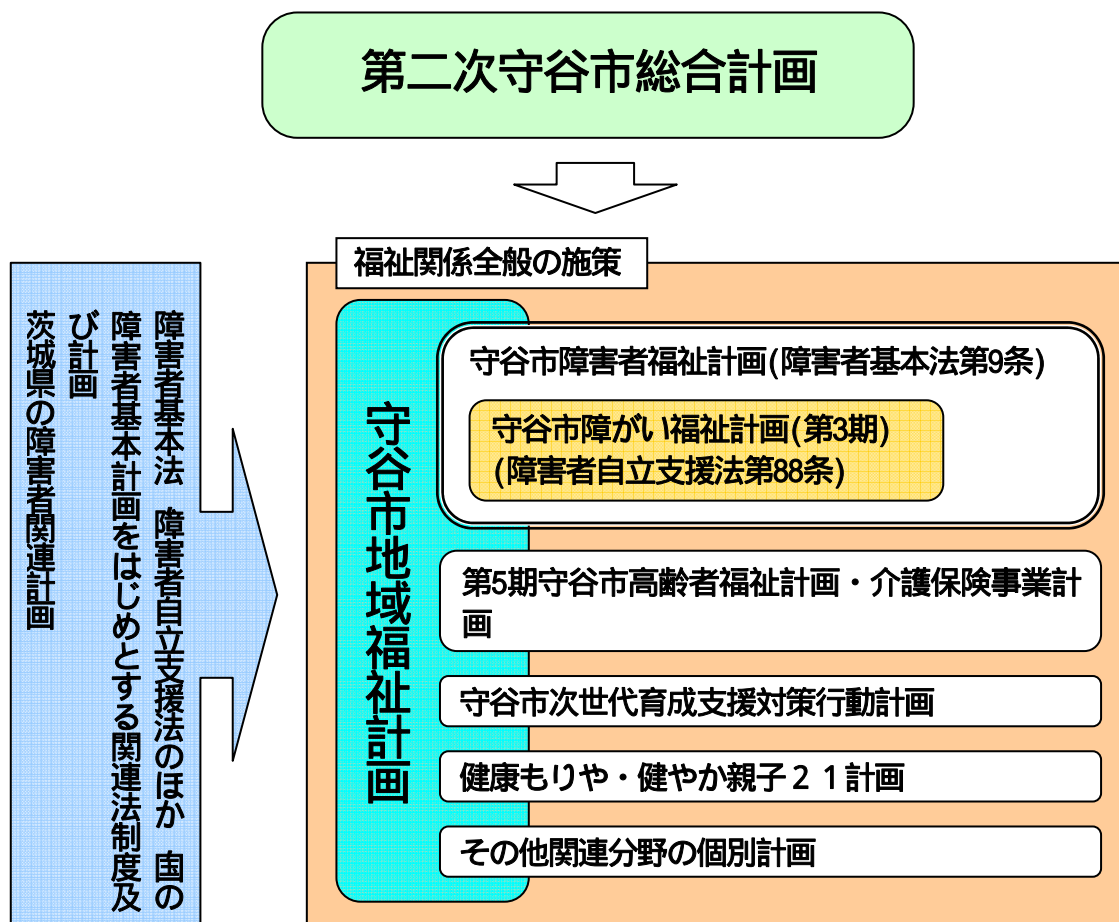 第二次守谷市総合計画
福祉関係全般の施策
障害者基本法、障害者自立支援法のほか、国の
障害者基本計画をはじめとする関連法制度及
び計画
茨城県の障害者関連計画
守谷市地域福祉計画
守谷市障害者福祉計画(障害者基本法第9条)
守谷市障がい福祉計画(第3期)
(障害者自立支援法第88条)
第5期守谷市高齢者福祉計画・介護保険事業計
画
守谷市次世代育成支援対策行動計画
健康もりや・健やか親子21計画
その他関連分野の個別計画